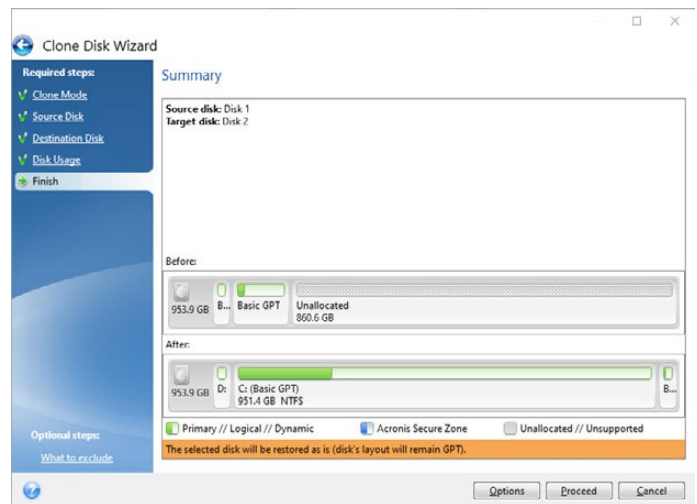 Clone Disk Wizard
Required steps:
Clone Mode
Source Disk
Destination Disk
Disk Usage
Finish
Optional steps:
What to exclude
Summary
Source disk: Disk 1
Target disk: Disk 2
Before:
953.9 GB
B...
Basic GPT
Unallocated
860.6 GB
After:
953.9 GB
D:
C: (Basic GPT)
951.4 GB NTFS
B...
Primary // Logical // Dynamic
Acronis Secure Zone
Unallocated // Unsupported
The selected disk will be restored as is (disk's layout will remain GPT).
?
Options
Proceed
Cancel